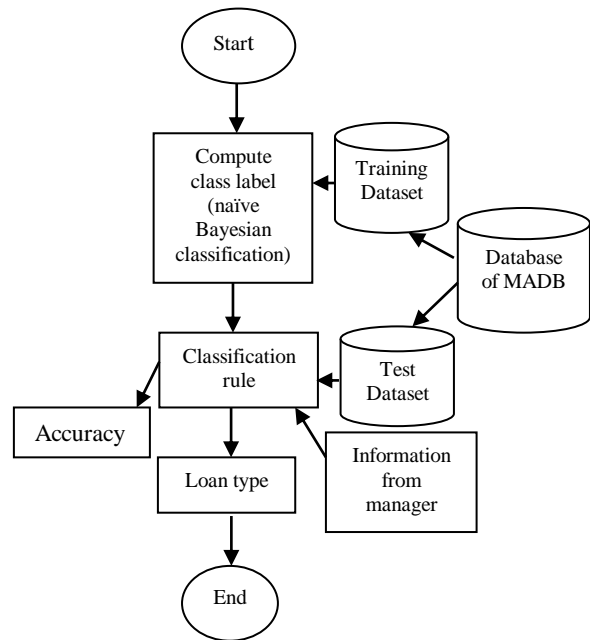 Start
Compute
class label
(naïve
Bayesian
classification)
Training
Dataset
Database
of MADB
Classification
rule
Test
Dataset
Accuracy
Information
from
manager
Loan type
End